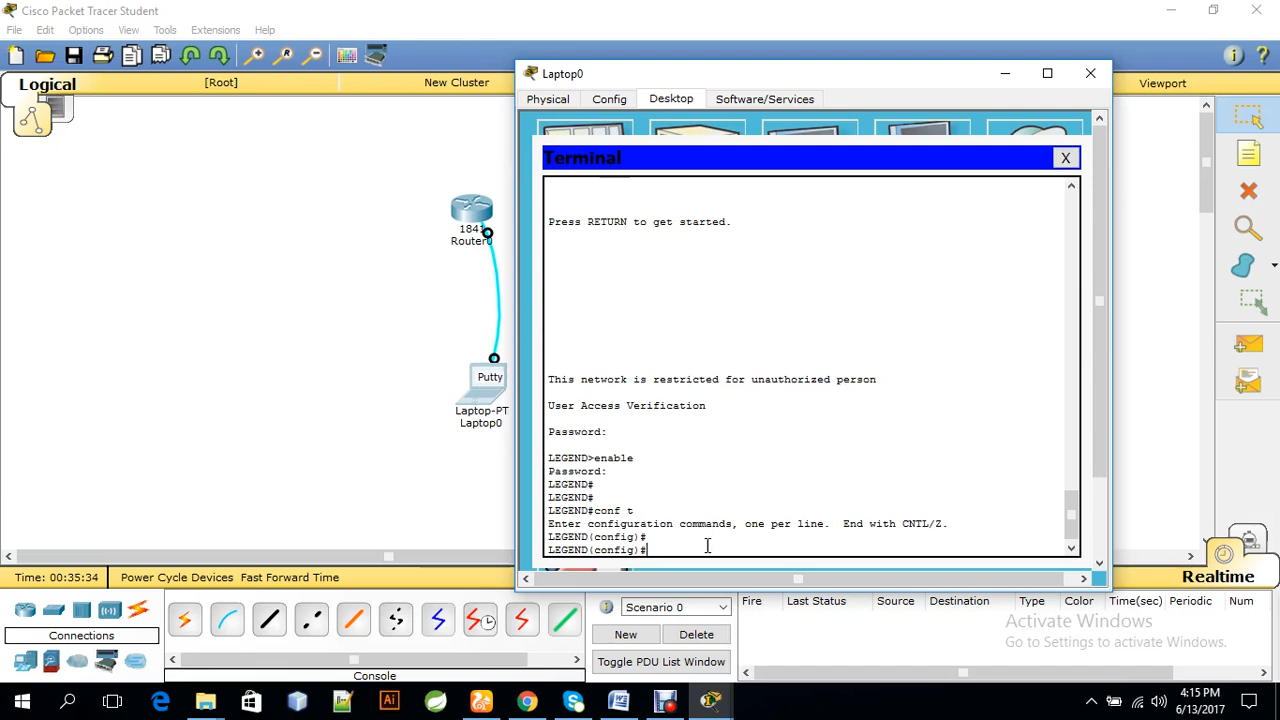 Cisco Packet Tracer Student
File Edit Options View Tools Extensions Help
Logical [Root] New Cluster Viewport
Laptop0
Physical Config Desktop Software/Services
Terminal X
Press RETURN to get started.
This network is restricted for unauthorized person
User Access Verification
Password:
LEGEND>enable
Password:
LEGEND#
LEGEND#
LEGEND#conf t
Enter configuration commands, one per line.  End with CNTL/Z.
LEGEND(config)#
LEGEND(config)#
1841
Router0
Putty
Laptop-PT
Laptop0
Time: 00:35:34 Power Cycle Devices Fast Forward Time Realtime
Connections
Console
Scenario 0
New Delete
Toggle PDU List Window
Fire Last Status Source Destination Type Color Time(sec) Periodic Num
Activate Windows
Go to Settings to activate Windows.
4:15 PM
6/13/2017